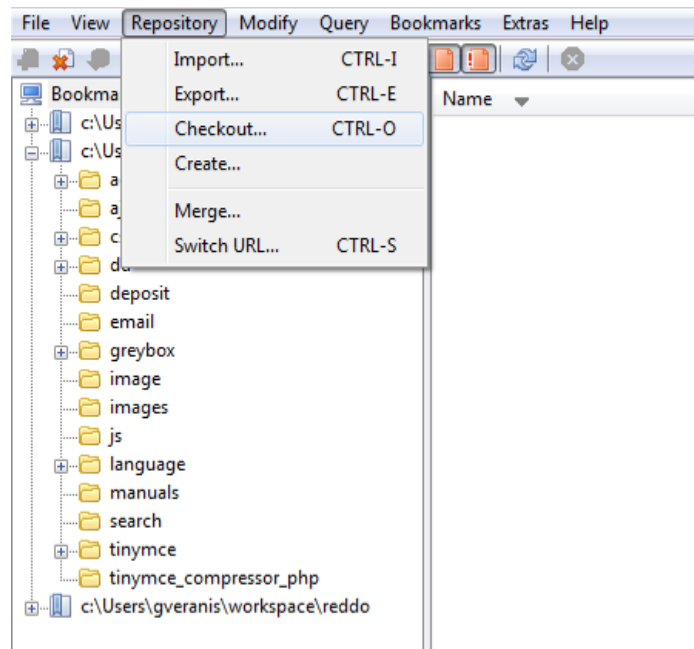 File View Repository Modify Query Bookmarks Extras Help
Import... CTRL-I
Export... CTRL-E
Checkout... CTRL-O
Create...
Merge...
Switch URL... CTRL-S
Name
Bookma
c:\Us
c:\Us
a
c
deposit
email
greybox
image
images
js
language
manuals
search
tinymce
tinymce_compressor_php
c:\Users\gveranis\workspace\reddo